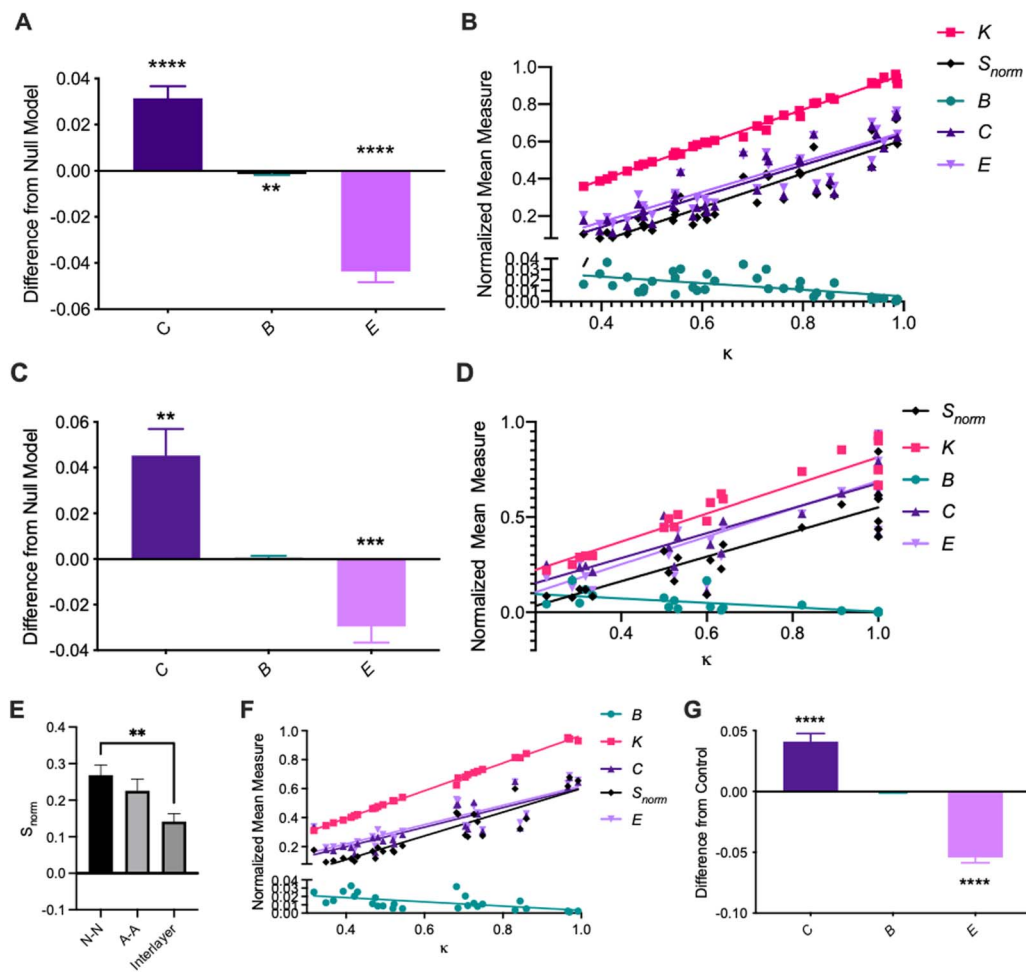 A
Difference from Null Model
0.04
0.02
0.00
-0.02
-0.04
-0.06
****
**
****
C
B
E
B
Normalized Mean Measure
1.0
0.8
0.6
0.4
0.2
0.04
0.03
0.02
0.01
0.00
0.4
0.6
0.8
1.0
κ
K
Snorm
B
C
E
C
Difference from Null Model
0.06
0.04
0.02
0.00
-0.02
-0.04
**
***
C
B
E
D
Normalized Mean Measure
1.0
0.5
0.0
0.4
0.6
0.8
1.0
κ
Snorm
K
B
C
E
E
Snorm
0.4
0.3
0.2
0.1
0.0
-0.1
**
N-N
A-A
Interlayer
F
Normalized Mean Measure
1.0
0.8
0.6
0.4
0.2
0.04
0.03
0.02
0.01
0.00
0.4
0.6
0.8
1.0
κ
B
K
C
Snorm
E
G
Difference from Control
0.05
0.00
-0.05
-0.10
****
****
C
B
E